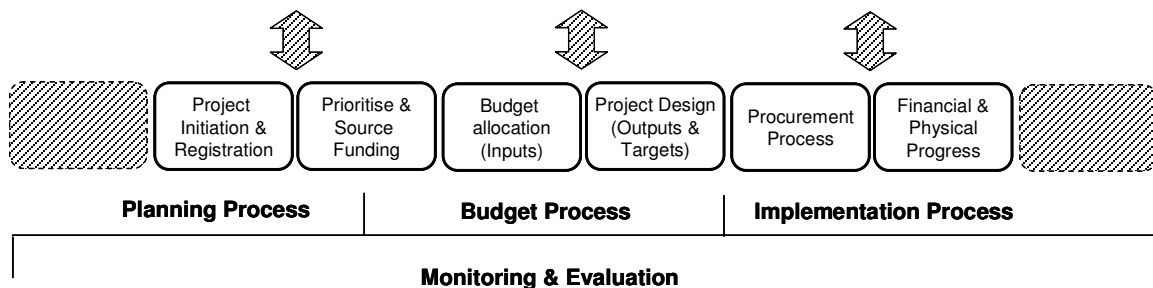 Project
Initiation &
Registration
Prioritise &
Source
Funding
Budget
allocation
(Inputs)
Project Design
(Outputs &
Targets)
Procurement
Process
Financial &
Physical
Progress
Planning Process
Budget Process
Implementation Process
Monitoring & Evaluation